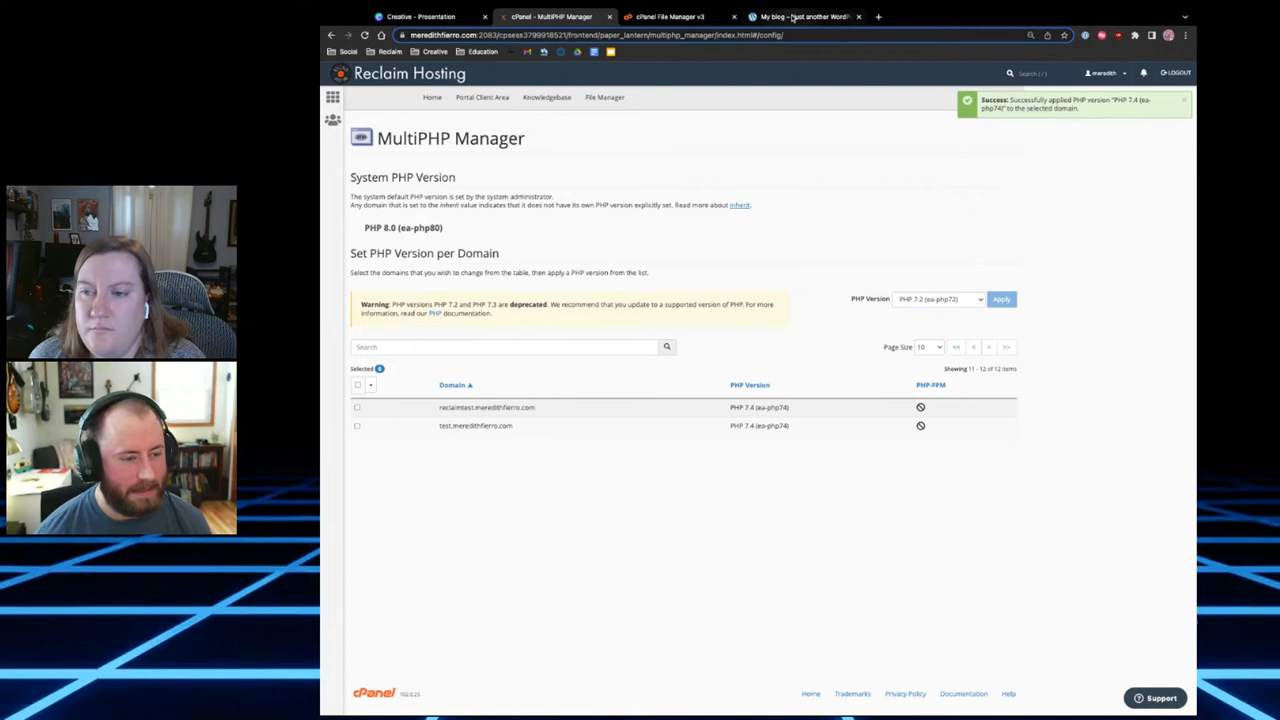 Creative - Presentation
cPanel - MultiPHP Manager
cPanel File Manager v3
My blog – Just another WordPr
meredithfierro.com:2083/cpsess3799918521/frontend/paper_lantern/multiphp_manager/index.html#/config/
Social
Reclaim
Creative
Education
Reclaim Hosting
Search ( / )
meredith
LOGOUT
Home
Portal Client Area
Knowledgebase
File Manager
Success: Successfully applied PHP version "PHP 7.4 (ea-
php74)" to the selected domain.
MultiPHP Manager
System PHP Version
The system default PHP version is set by the system administrator.
Any domain that is set to the inherit value indicates that it does not have its own PHP version explicitly set. Read more about inherit.
PHP 8.0 (ea-php80)
Set PHP Version per Domain
Select the domains that you wish to change from the table, then apply a PHP version from the list.
Warning: PHP versions PHP 7.2 and PHP 7.3 are deprecated. We recommend that you update to a supported version of PHP. For more
information, read our PHP documentation.
PHP Version
PHP 7.2 (ea-php72)
Apply
Search
Page Size
10
<<
<
>
>>
Selected 0
Showing 11 - 12 of 12 items
Domain
PHP Version
PHP-FPM
reclaimtest.meredithfierro.com
PHP 7.4 (ea-php74)
test.meredithfierro.com
PHP 7.4 (ea-php74)
cPanel
102.0.25
Home
Trademarks
Privacy Policy
Documentation
Help
Support